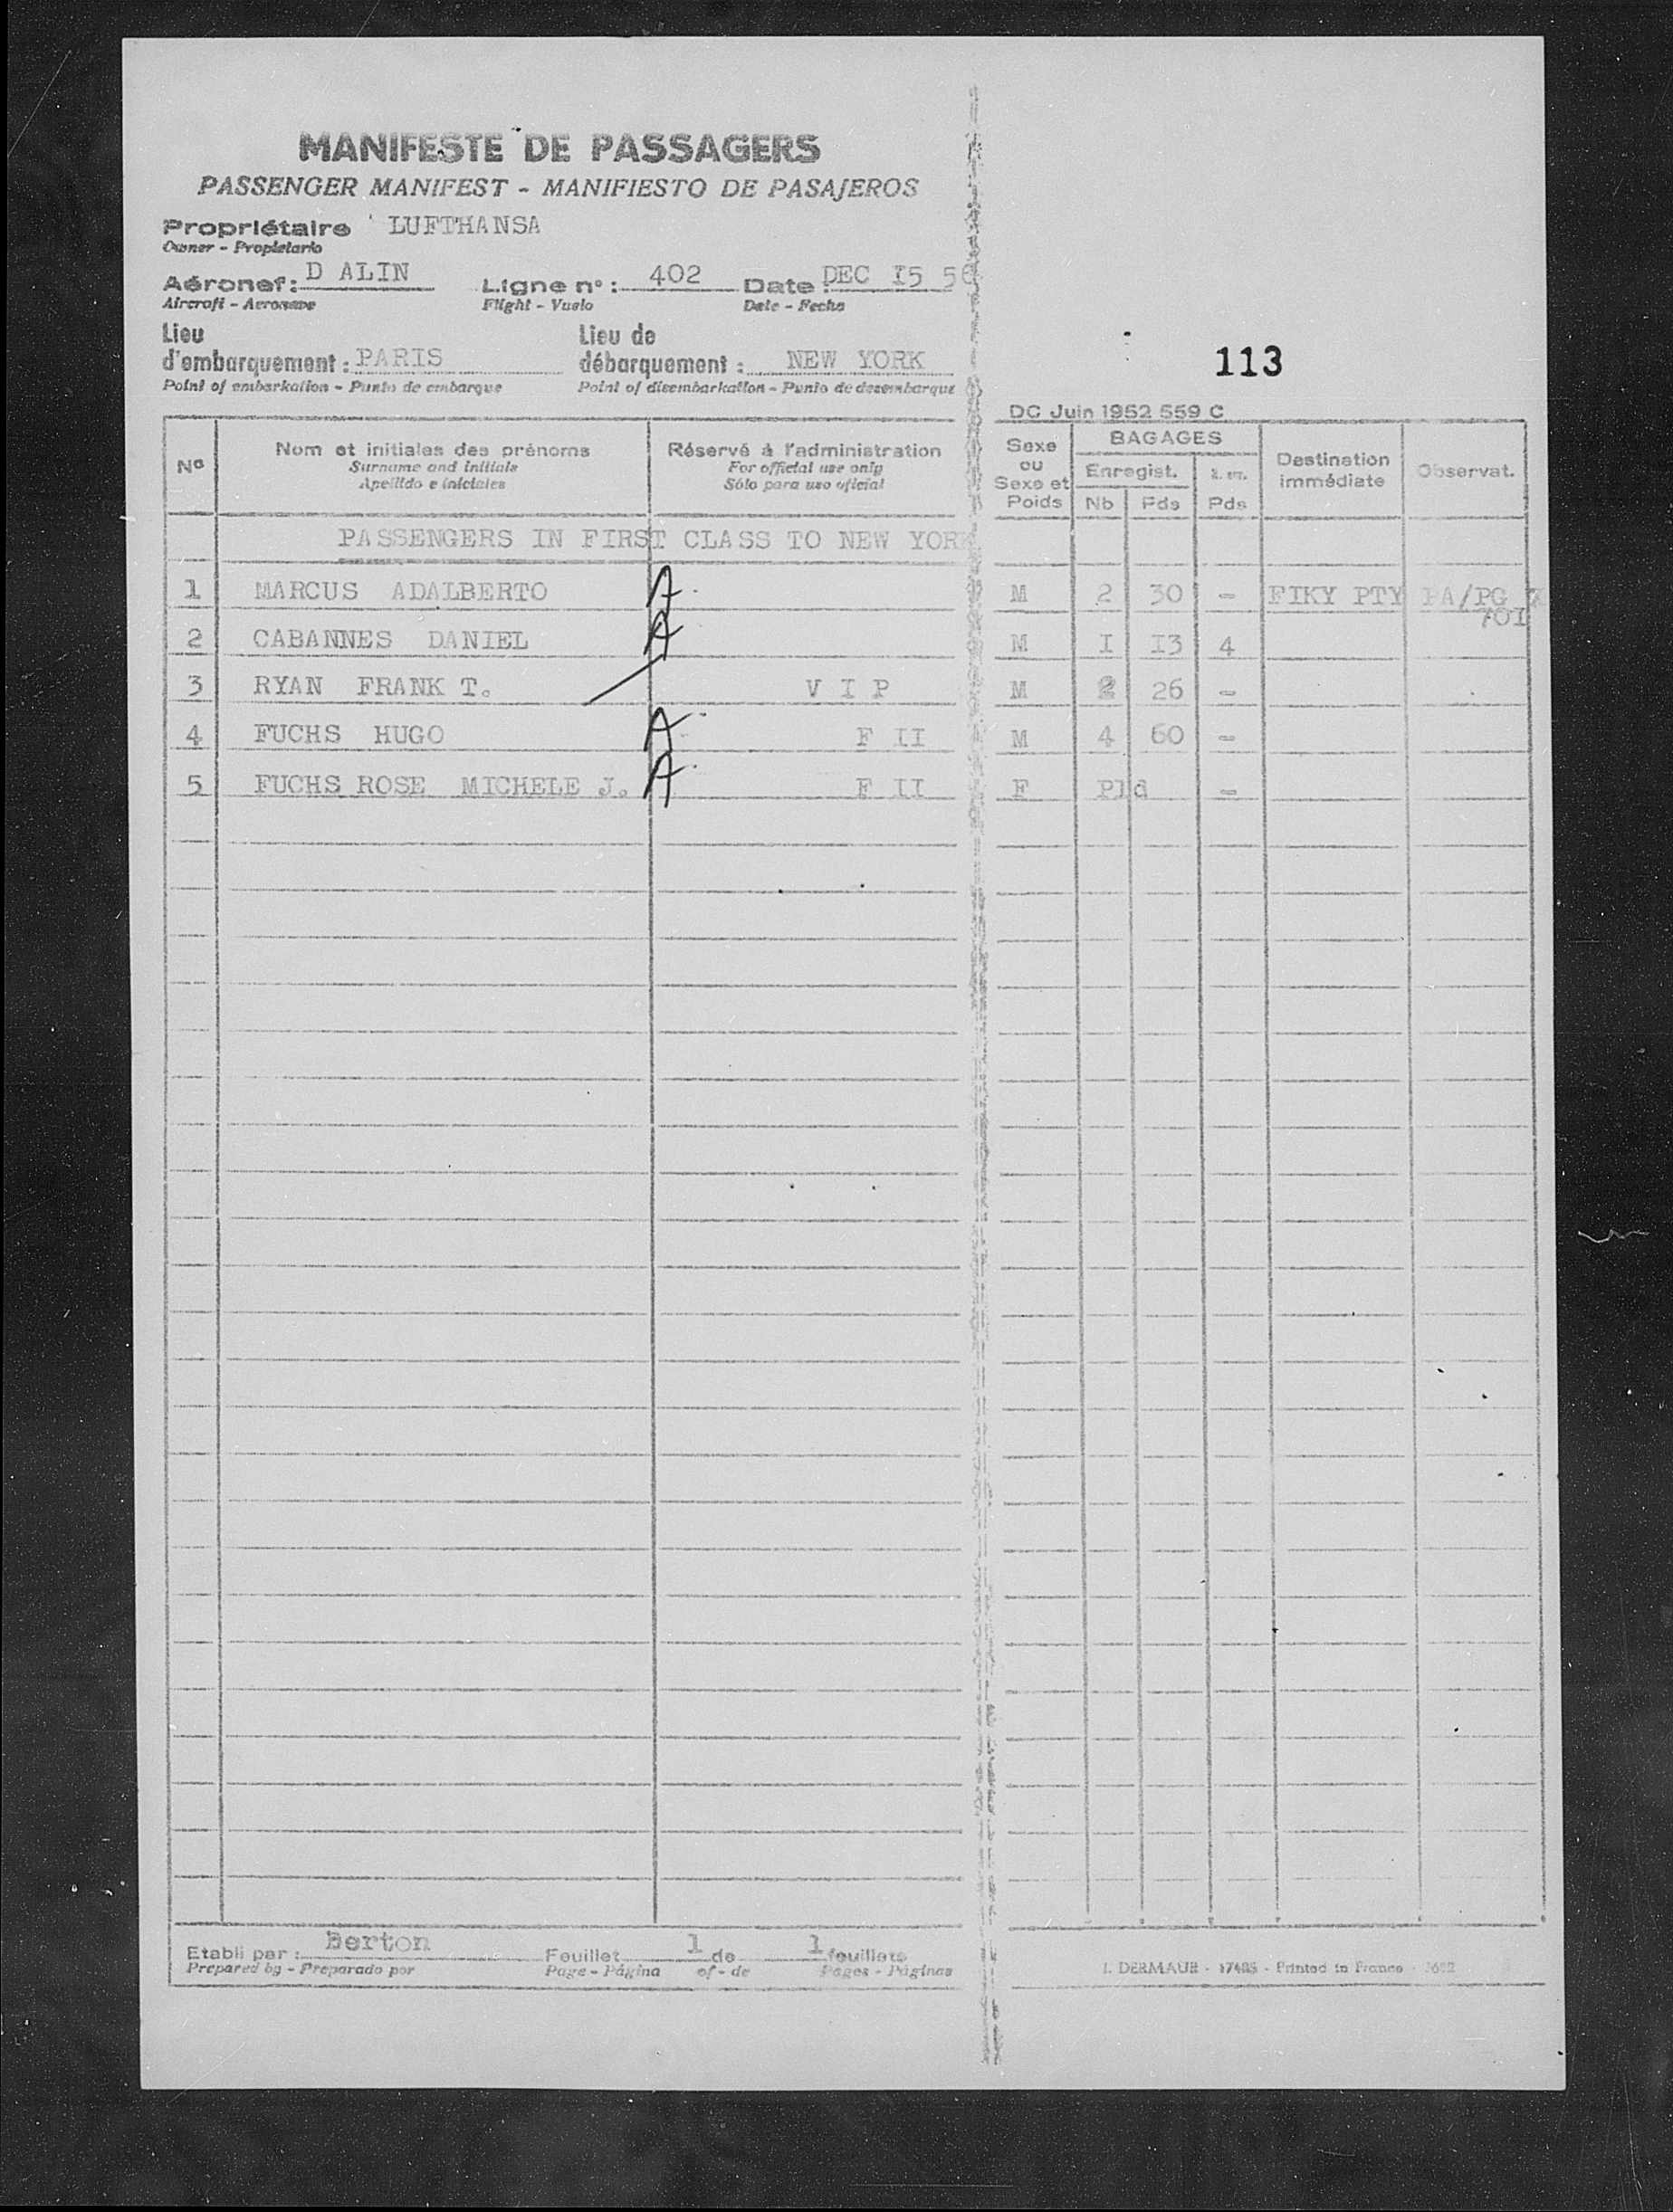 MANIFESTE DE PASSAGERS
PASSENGER MANIFEST - MANIFIESTO DE PASAJEROS
Propriétaire LUFTHANSA
Owner - Propietario
Aéronef: D ALIN Ligne n°: 402 Date: DEC I5 56
Aircraft - Aeronave Flight - Vuelo Date - Fecha
Lieu d'embarquement: PARIS Lieu de débarquement: NEW YORK
Point of embarkation - Punto de embarque Point of disembarkation - Punto de desembarque
113
DC Juin 1952 559 C
Nº Nom et initiales des prénoms Réservé à l'administration Sexe ou Sexe et Poids BAGAGES Destination immédiate Observat.
Surname and initials For official use only Enregist.
Apellido e iniciales Sólo para uso oficial Nb Pds Pds
PASSENGERS IN FIRST CLASS TO NEW YORK
1 MARCUS ADALBERTO A M 2 30 - FIKY PTY PA/PG
701
2 CABANNES DANIEL A M I I3 4
3 RYAN FRANK T. V I P M 2 26 -
4 FUCHS HUGO A F II M 4 60 -
5 FUCHS ROSE MICHELE J. A F II F Pld -
Etabli par: Berton Feuillet 1 de 1 feuillets
Prepared by - Preparado por Page - Página of - de Pages - Páginas
I. DERMAUR - Printed in France